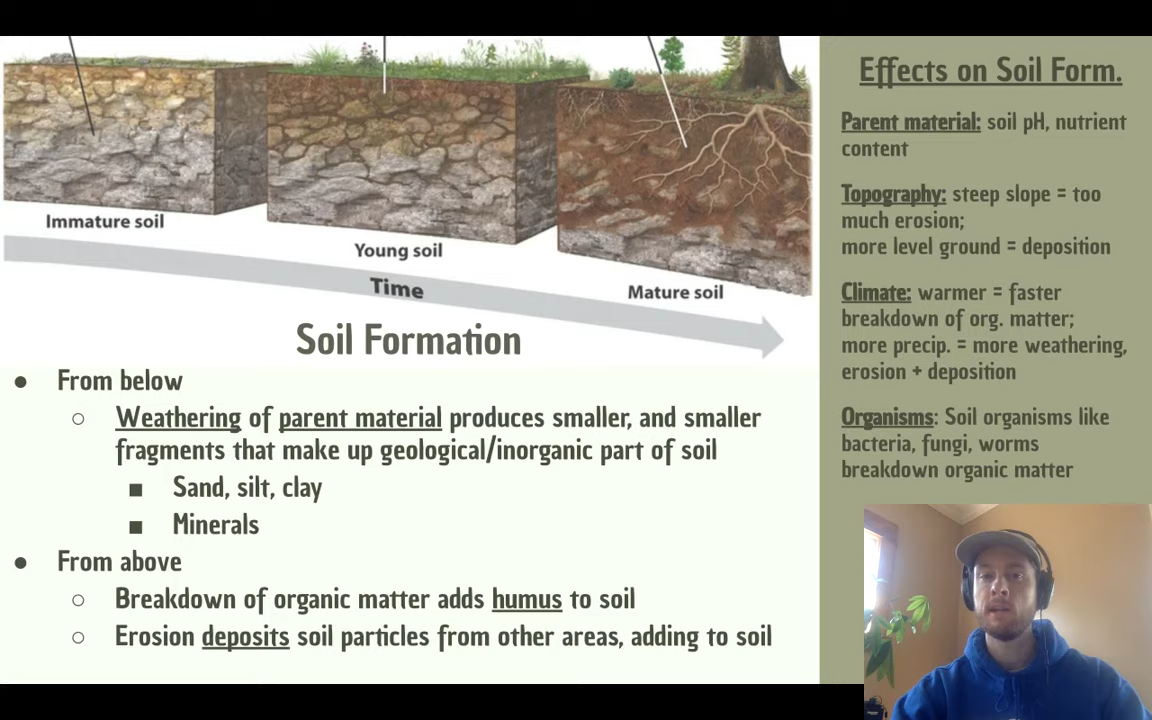 Immature soil
Young soil
Mature soil
Time
Soil Formation
● From below
○ Weathering of parent material produces smaller, and smaller
fragments that make up geological/inorganic part of soil
■ Sand, silt, clay
■ Minerals
● From above
○ Breakdown of organic matter adds humus to soil
○ Erosion deposits soil particles from other areas, adding to soil
Effects on Soil Form.
Parent material: soil pH, nutrient
content
Topography: steep slope = too
much erosion;
more level ground = deposition
Climate: warmer = faster
breakdown of org. matter;
more precip. = more weathering,
erosion + deposition
Organisms: Soil organisms like
bacteria, fungi, worms
breakdown organic matter